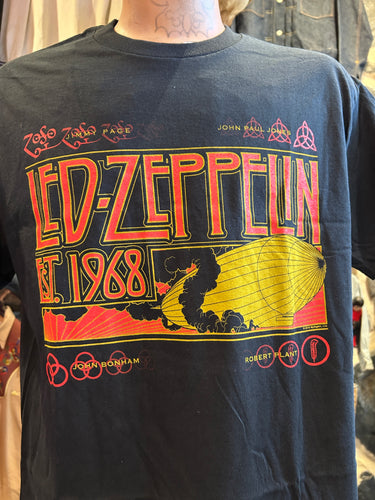 JIMMY PAGE
JOHN PAUL JONES
LED-ZEPPELIN
EST. 1968
JOHN BONHAM
ROBERT PLANT